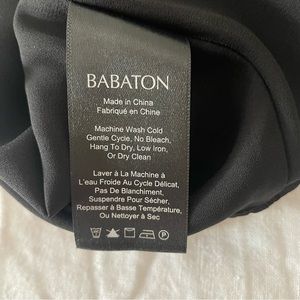 BABATON
Made in China
Fabriqué en Chine
Machine Wash Cold
Gentle Cycle, No Bleach,
Hang To Dry, Low Iron,
Or Dry Clean
Laver à La Machine à
L'eau Froide Au Cycle Délicat,
Pas De Blanchiment,
Suspendre Pour Sécher,
Repasser à Basse Température,
Ou Nettoyer à Sec